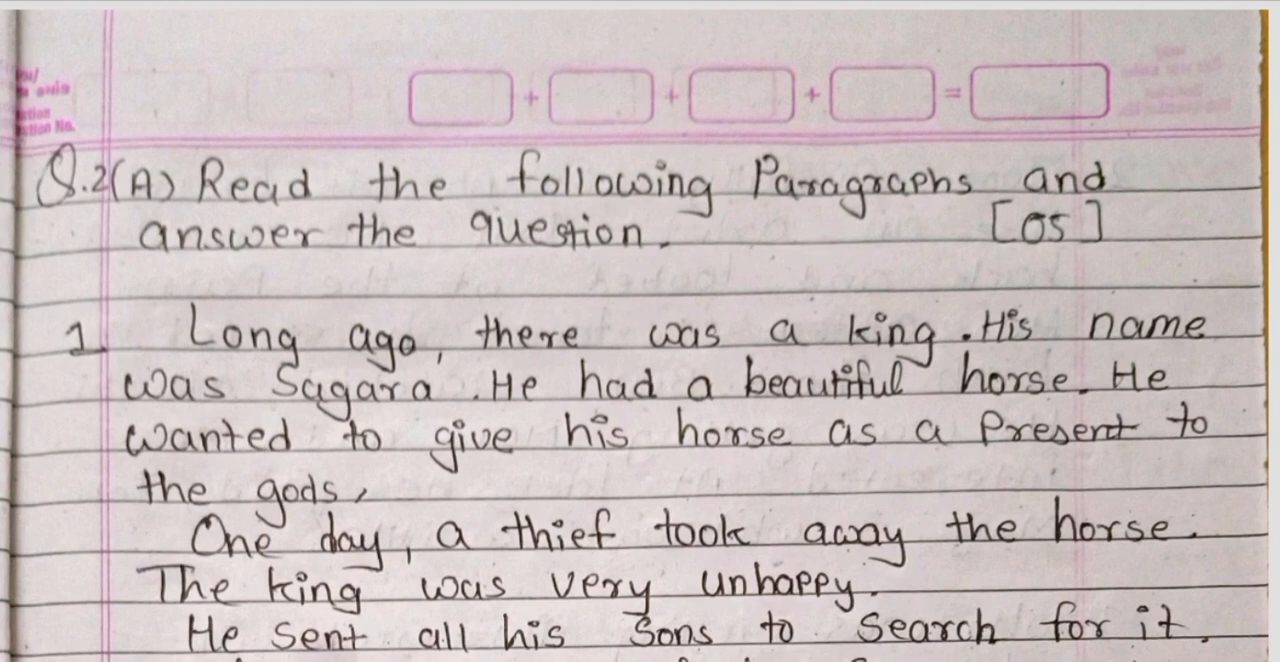 + + + =
Q.2(A) Read the following Paragraphs and
answer the question. [05]
1 Long ago, there was a king. His name
was Sagara. He had a beautiful horse. He
wanted to give his horse as a Present to
the gods,
One day, a thief took away the horse.
The king was very unhappy.
He sent all his sons to search for it.